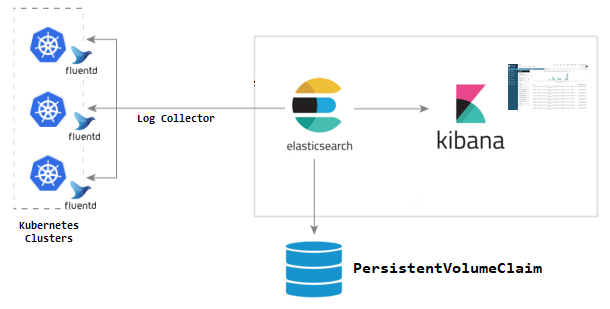 fluentd
fluentd
Log Collector
elasticsearch
kibana
fluentd
Kubernetes
Clusters
PersistentVolumeClaim